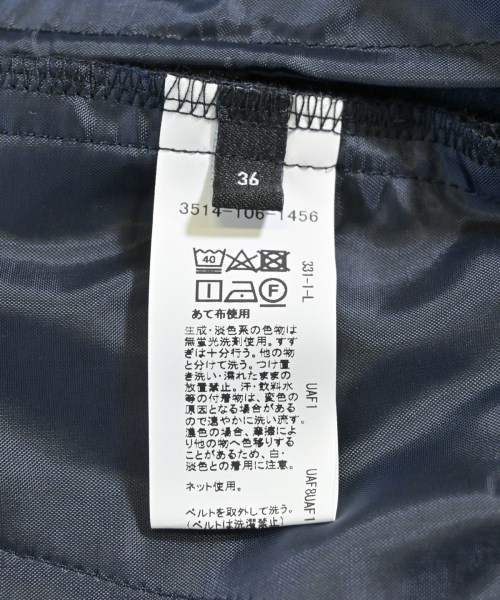 36
3514-106-1456
40
F
331-I-L
あて布使用
生成・淡色系の色物は
無蛍光洗剤使用。すす
ぎは十分行う。他の物
と分けて洗う。つけ置
き洗い・濡れたままの
放置禁止。汗・飲料水
等の付着物は、変色の
原因となる場合がある
ので速やかに洗い流す。
濃色の場合、摩擦によ
り他の物へ色移りする
ことがあるため、白・
淡色との着用に注意。
ネット使用。
ベルトを取外して洗う。
(ベルトは洗濯禁止)
UAF1
UAF8UAF1